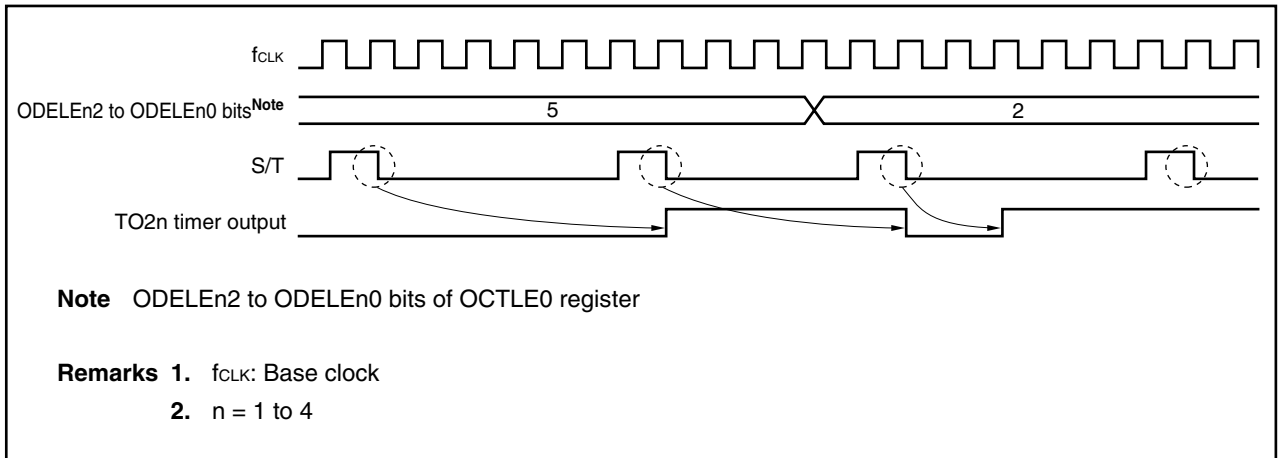 fCLK
ODELEn2 to ODELEn0 bitsNote
5
2
S/T
TO2n timer output
Note ODELEn2 to ODELEn0 bits of OCTLE0 register
Remarks 1. fCLK: Base clock
2. n = 1 to 4